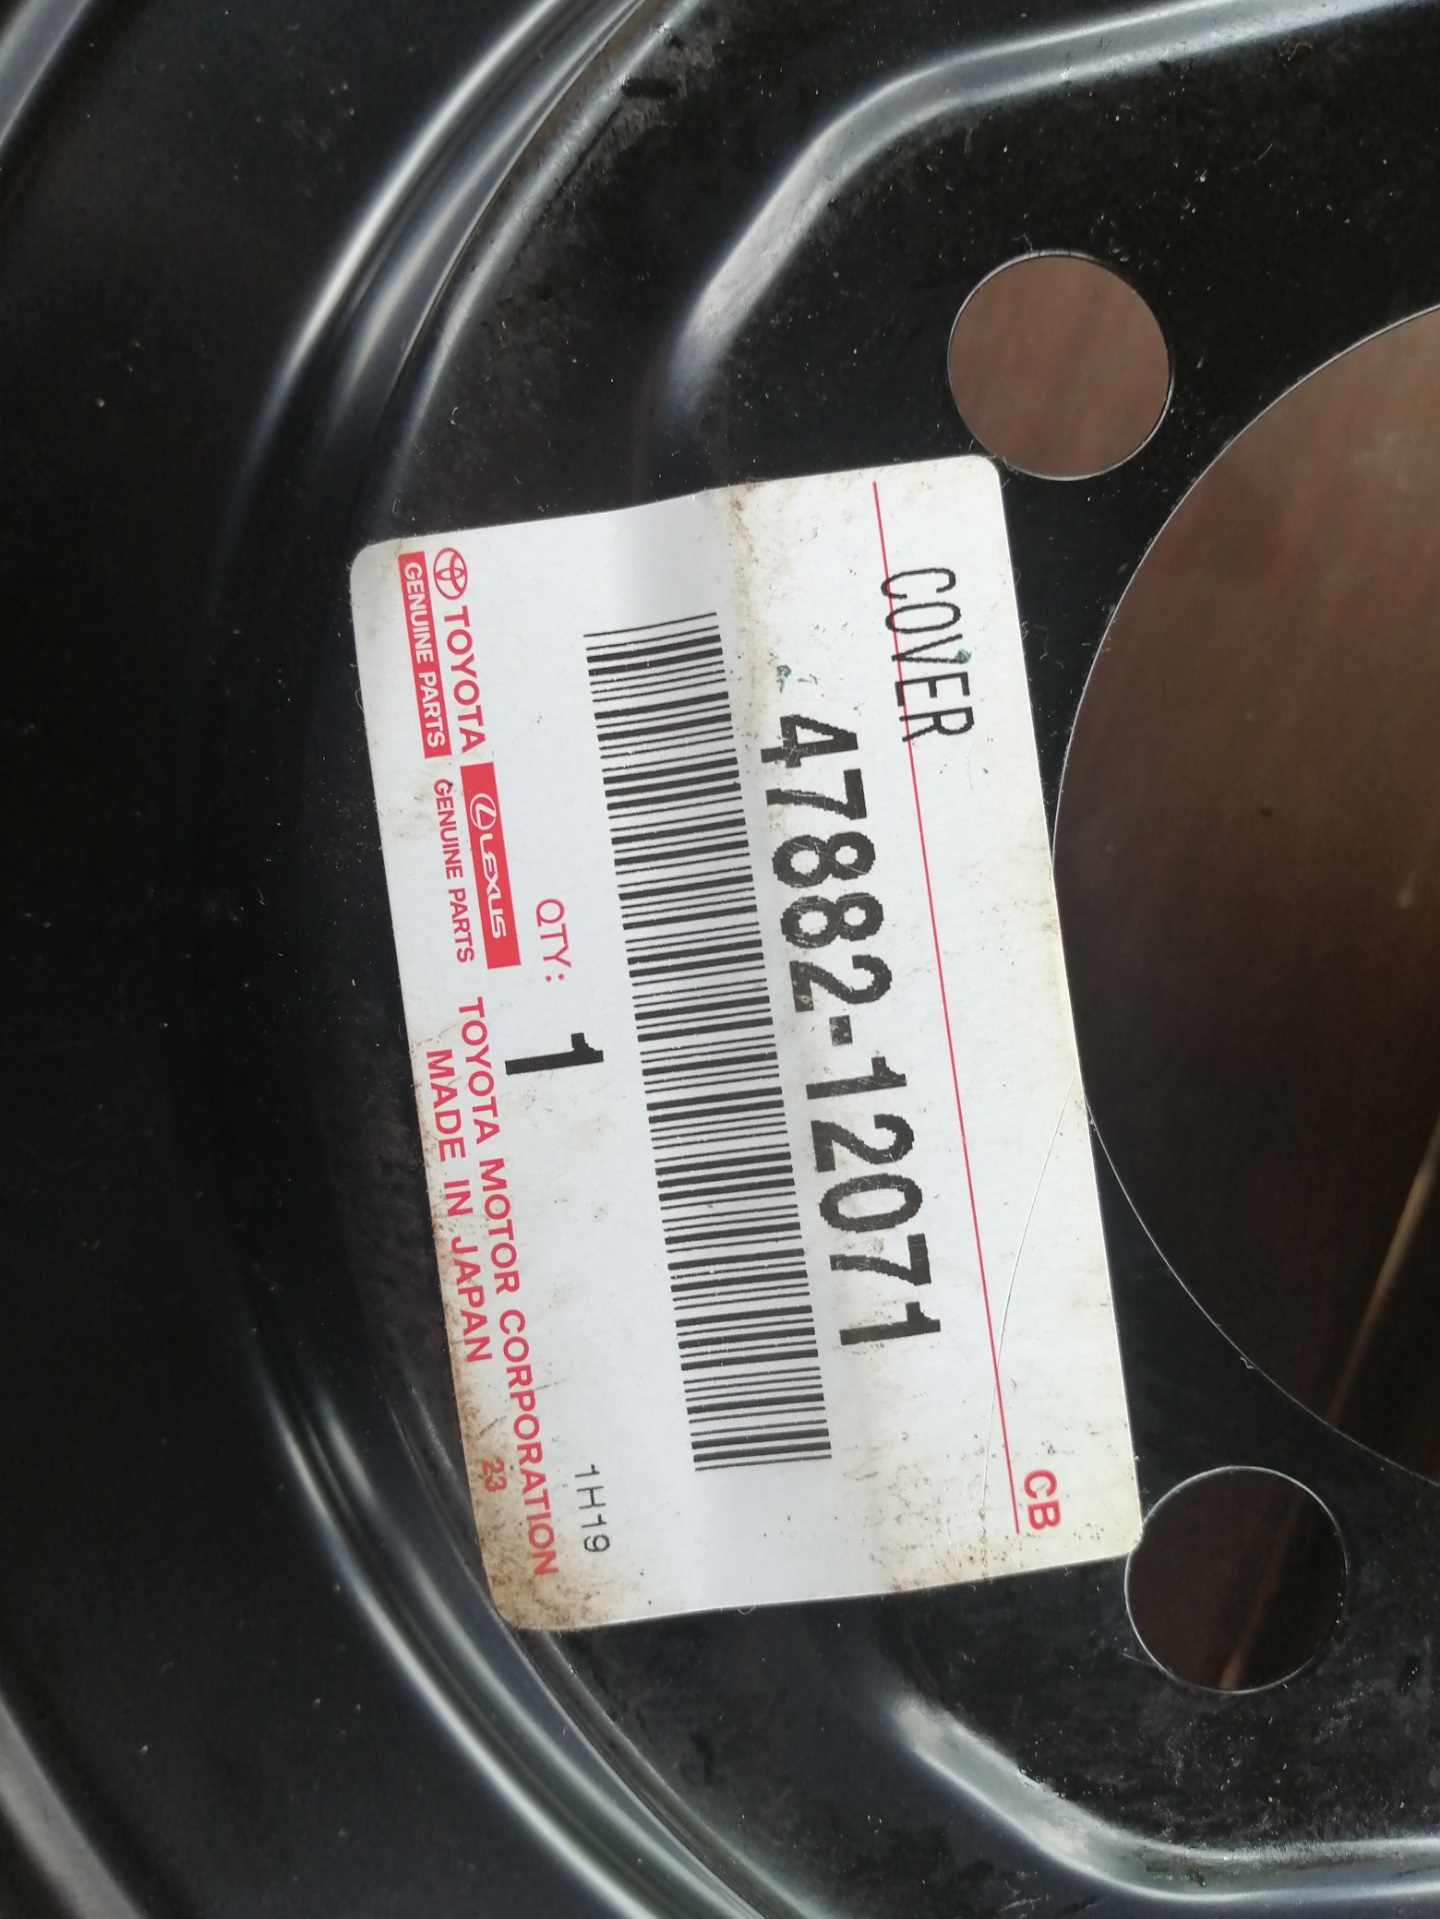 CB
COVER
47882-12071
QTY: 1
1H19
TOYOTA
GENUINE PARTS
LEXUS
GENUINE PARTS
TOYOTA MOTOR CORPORATION
MADE IN JAPAN
23